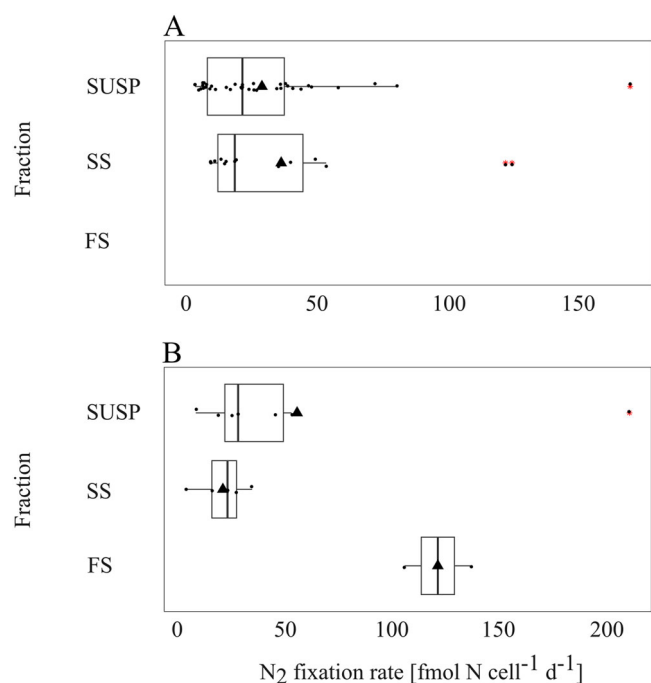 A
SUSP
SS
FS
Fraction
0 50 100 150
B
SUSP
SS
FS
Fraction
0 50 100 150 200
N2 fixation rate [fmol N cell-1 d-1]